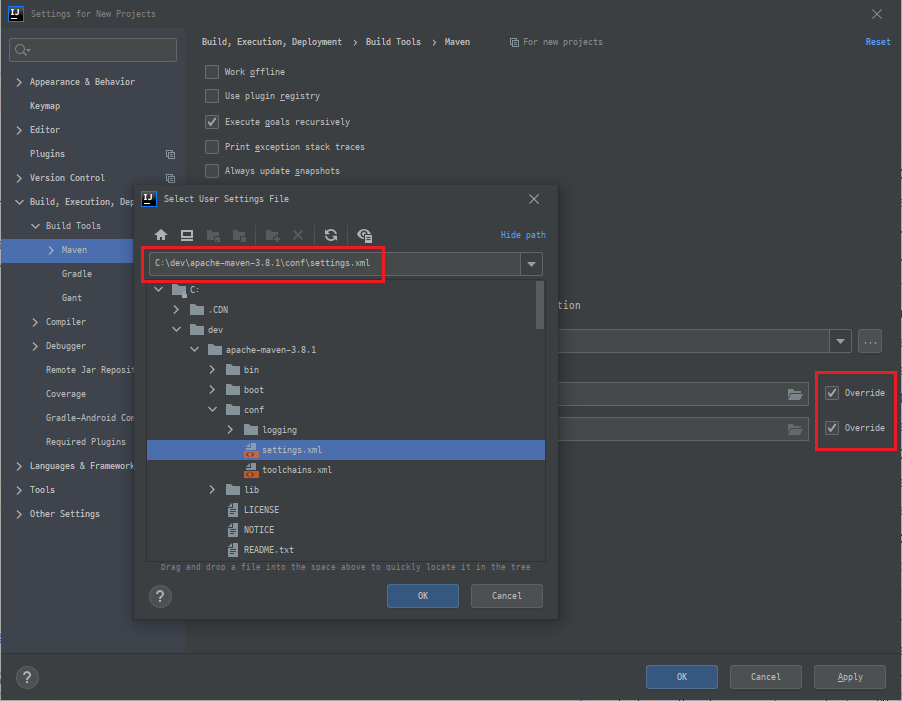 Settings for New Projects
Build, Execution, Deployment > Build Tools > Maven For new projects Reset
Appearance & Behavior
Keymap
Editor
Plugins
Version Control
Build, Execution, Dep
Build Tools
Maven
Gradle
Gant
Compiler
Debugger
Remote Jar Reposit
Coverage
Gradle-Android Com
Required Plugins
Languages & Framework
Tools
Other Settings
Work offline
Use plugin registry
Execute goals recursively
Print exception stack traces
Always update snapshots
tion
...
Override
Override
Select User Settings File
Hide path
C:\dev\apache-maven-3.8.1\conf\settings.xml
C:
.CDN
dev
apache-maven-3.8.1
bin
boot
conf
logging
settings.xml
toolchains.xml
lib
LICENSE
NOTICE
README.txt
Drag and drop a file into the space above to quickly locate it in the tree
? OK Cancel
? OK Cancel Apply